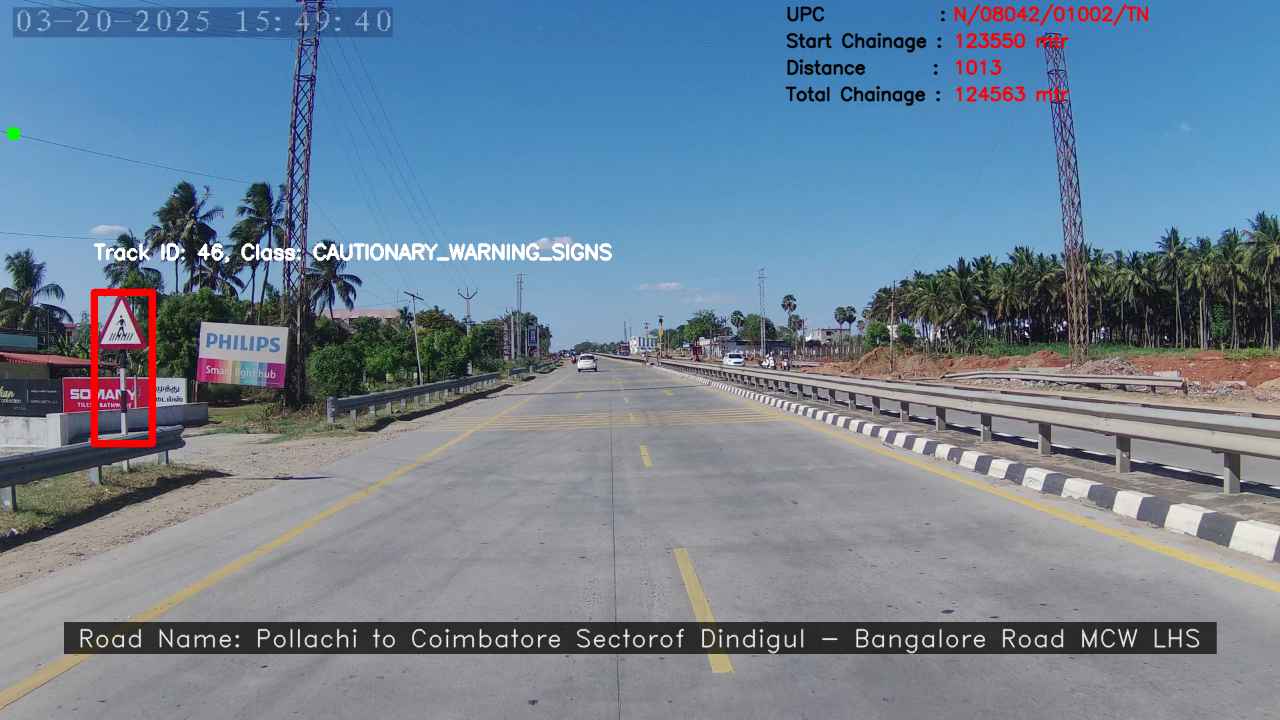 03-20-2025 15:49:40
UPC : N/08042/01002/TN
Start Chainage : 123550 mtr
Distance : 1013
Total Chainage : 124563 mtr
Track ID: 46, Class: CAUTIONARY_WARNING_SIGNS
PHILIPS
Smart light hub
SOMANY
TILES BATHWARE
Road Name: Pollachi to Coimbatore Sectorof Dindigul - Bangalore Road MCW LHS